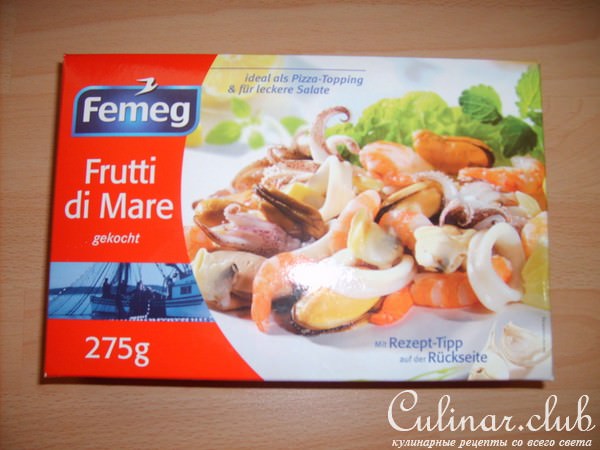 ideal als Pizza-Topping
& für leckere Salate
Femeg
Frutti
di Mare
gekocht
275g
Mit Rezept-Tipp
auf der Rückseite
Culinar.club
кулинарные рецепты со всего света